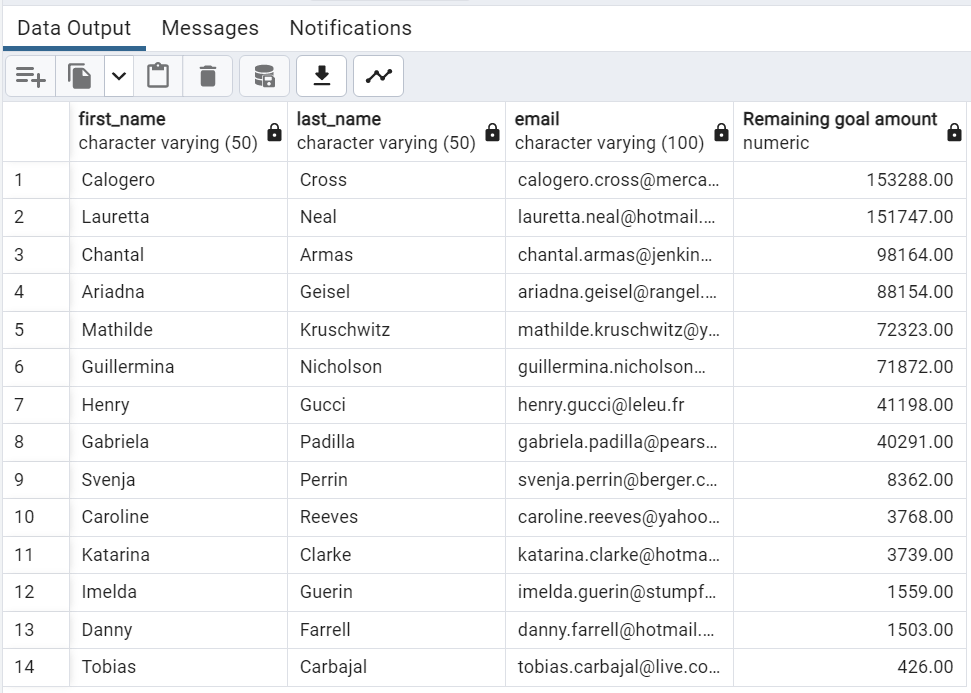 Data Output Messages Notifications
first_name last_name email Remaining goal amount
character varying (50) character varying (50) character varying (100) numeric
1 Calogero Cross calogero.cross@merca... 153288.00
2 Lauretta Neal lauretta.neal@hotmail.... 151747.00
3 Chantal Armas chantal.armas@jenkin... 98164.00
4 Ariadna Geisel ariadna.geisel@rangel.... 88154.00
5 Mathilde Kruschwitz mathilde.kruschwitz@y... 72323.00
6 Guillermina Nicholson guillermina.nicholson... 71872.00
7 Henry Gucci henry.gucci@leleu.fr 41198.00
8 Gabriela Padilla gabriela.padilla@pears... 40291.00
9 Svenja Perrin svenja.perrin@berger.c... 8362.00
10 Caroline Reeves caroline.reeves@yahoo... 3768.00
11 Katarina Clarke katarina.clarke@hotma... 3739.00
12 Imelda Guerin imelda.guerin@stumpf... 1559.00
13 Danny Farrell danny.farrell@hotmail.... 1503.00
14 Tobias Carbajal tobias.carbajal@live.co... 426.00